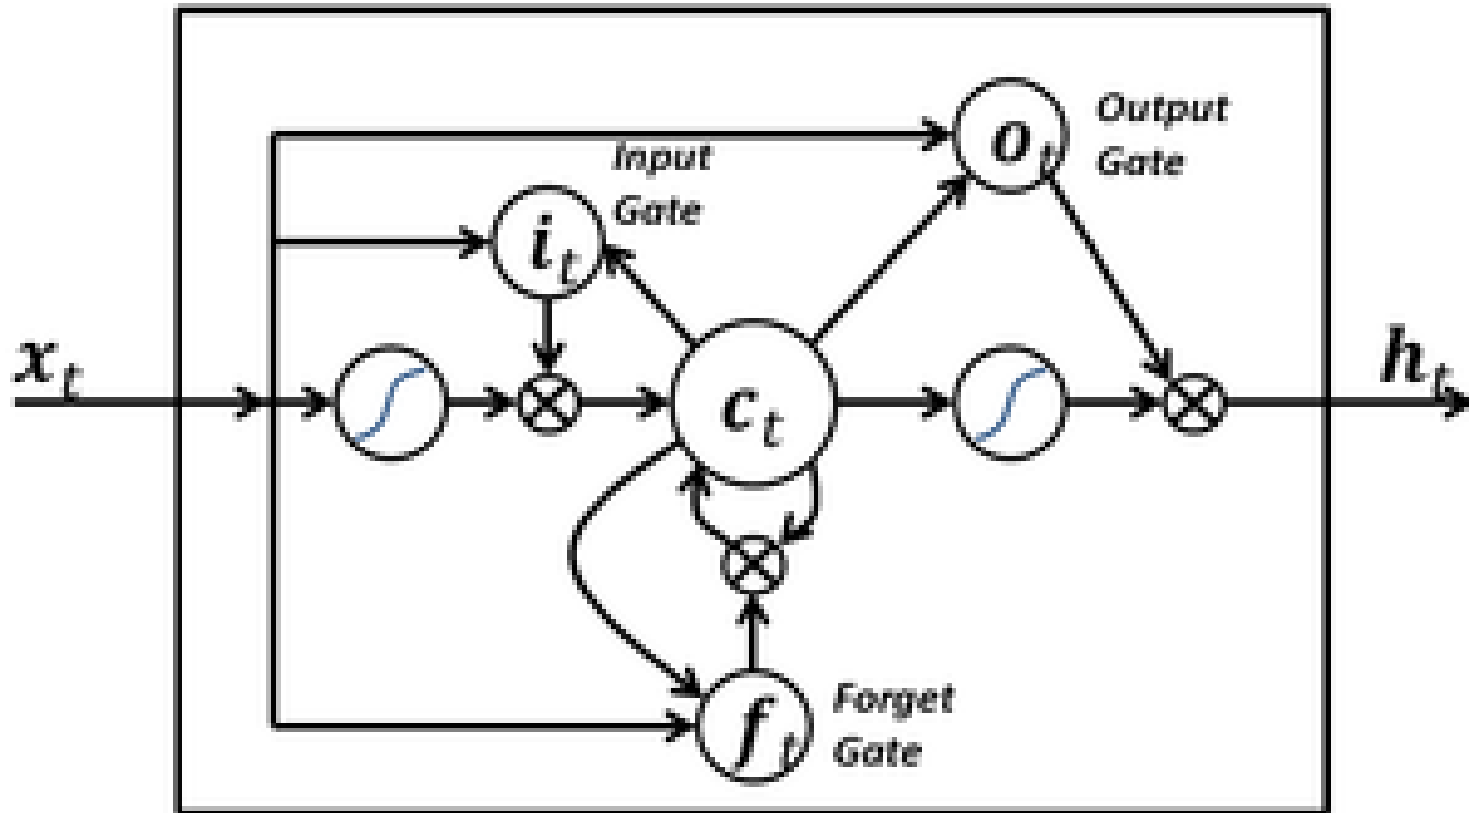 Output
Gate
o_t
Input
Gate
i_t
x_t
h_t
c_t
Forget
Gate
f_t